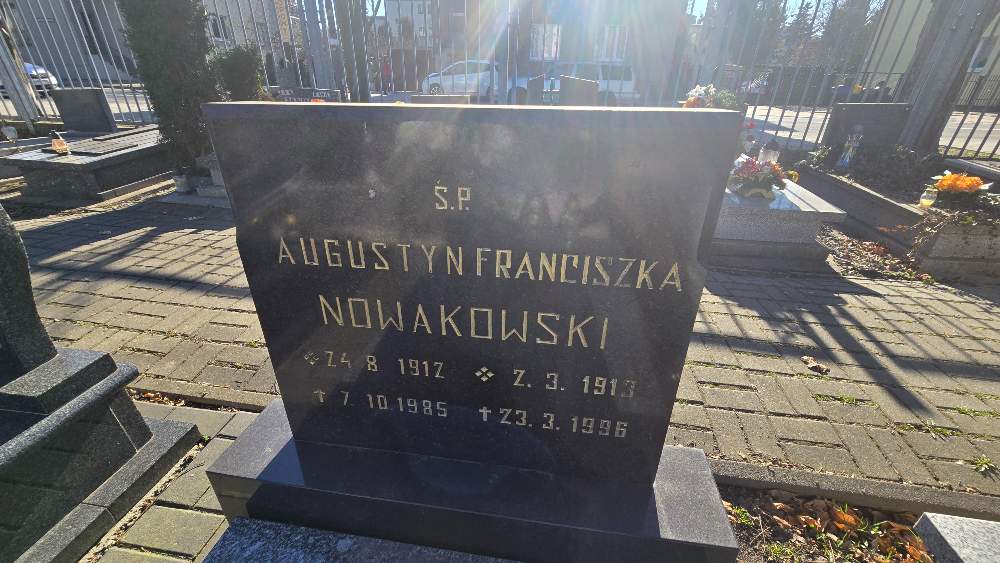 Ś.P.
AUGUSTYN FRANCISZKA
NOWAKOWSKI
24 8 1912 2. 3. 1913
† 7. 10. 1985 † 23. 3. 1996